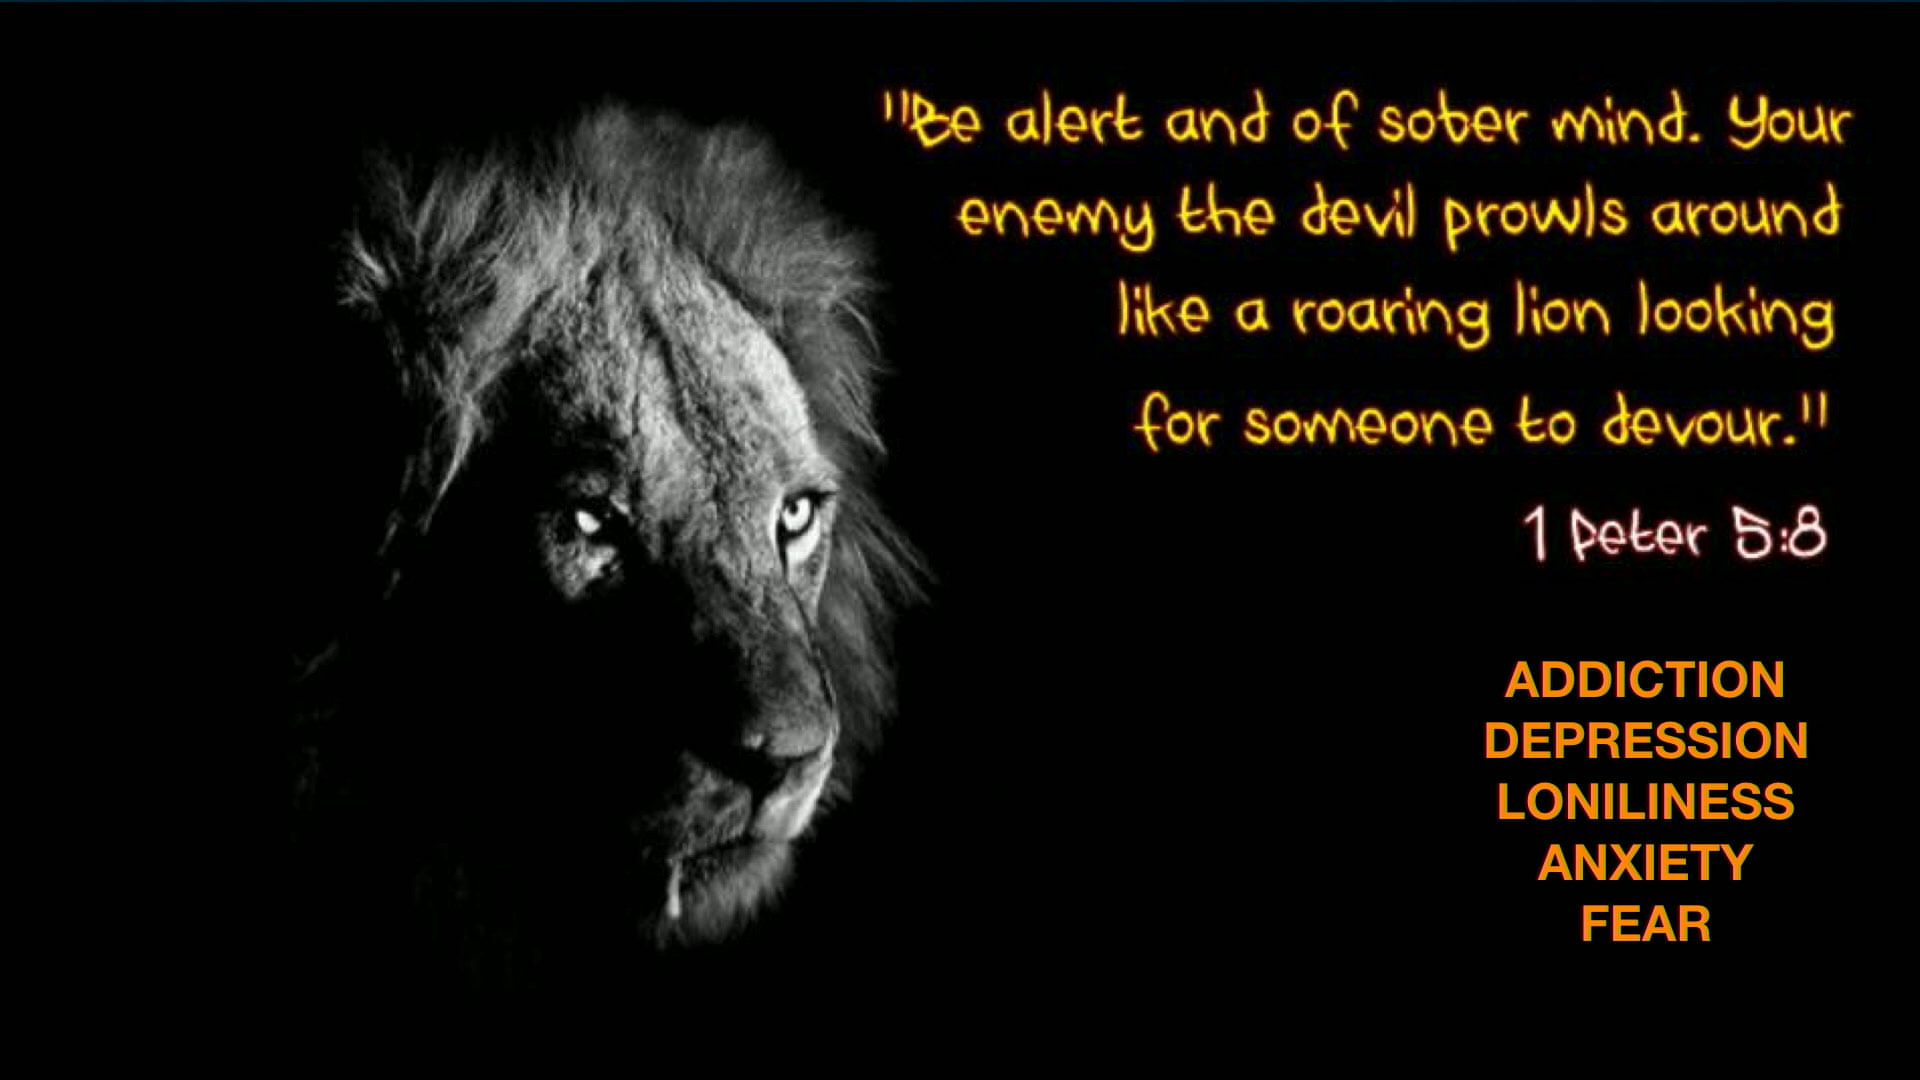 "Be alert and of sober mind. Your
enemy the devil prowls around
like a roaring lion looking
for someone to devour."
1 Peter 5:8
ADDICTION
DEPRESSION
LONILINESS
ANXIETY
FEAR